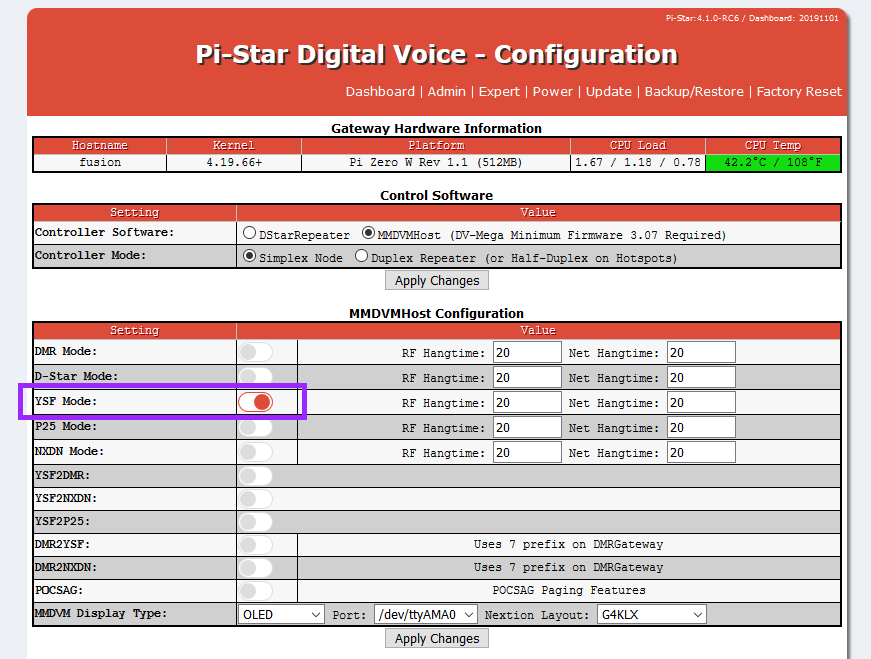 Pi-Star:4.1.0-RC6 / Dashboard: 20191101
Pi-Star Digital Voice - Configuration
Dashboard | Admin | Expert | Power | Update | Backup/Restore | Factory Reset
Gateway Hardware Information
Hostname Kernel Platform CPU Load CPU Temp
fusion 4.19.66+ Pi Zero W Rev 1.1 (512MB) 1.67 / 1.18 / 0.78 42.2°C / 108°F
Control Software
Setting Value
Controller Software: DStarRepeater MMDVMHost (DV-Mega Minimum Firmware 3.07 Required)
Controller Mode: Simplex Node Duplex Repeater (or Half-Duplex on Hotspots)
Apply Changes
MMDVMHost Configuration
Setting Value
DMR Mode: RF Hangtime: 20 Net Hangtime: 20
D-Star Mode: RF Hangtime: 20 Net Hangtime: 20
YSF Mode: RF Hangtime: 20 Net Hangtime: 20
P25 Mode: RF Hangtime: 20 Net Hangtime: 20
NXDN Mode: RF Hangtime: 20 Net Hangtime: 20
YSF2DMR:
YSF2NXDN:
YSF2P25:
DMR2YSF: Uses 7 prefix on DMRGateway
DMR2NXDN: Uses 7 prefix on DMRGateway
POCSAG: POCSAG Paging Features
MMDVM Display Type: OLED Port: /dev/ttyAMA0 Nextion Layout: G4KLX
Apply Changes